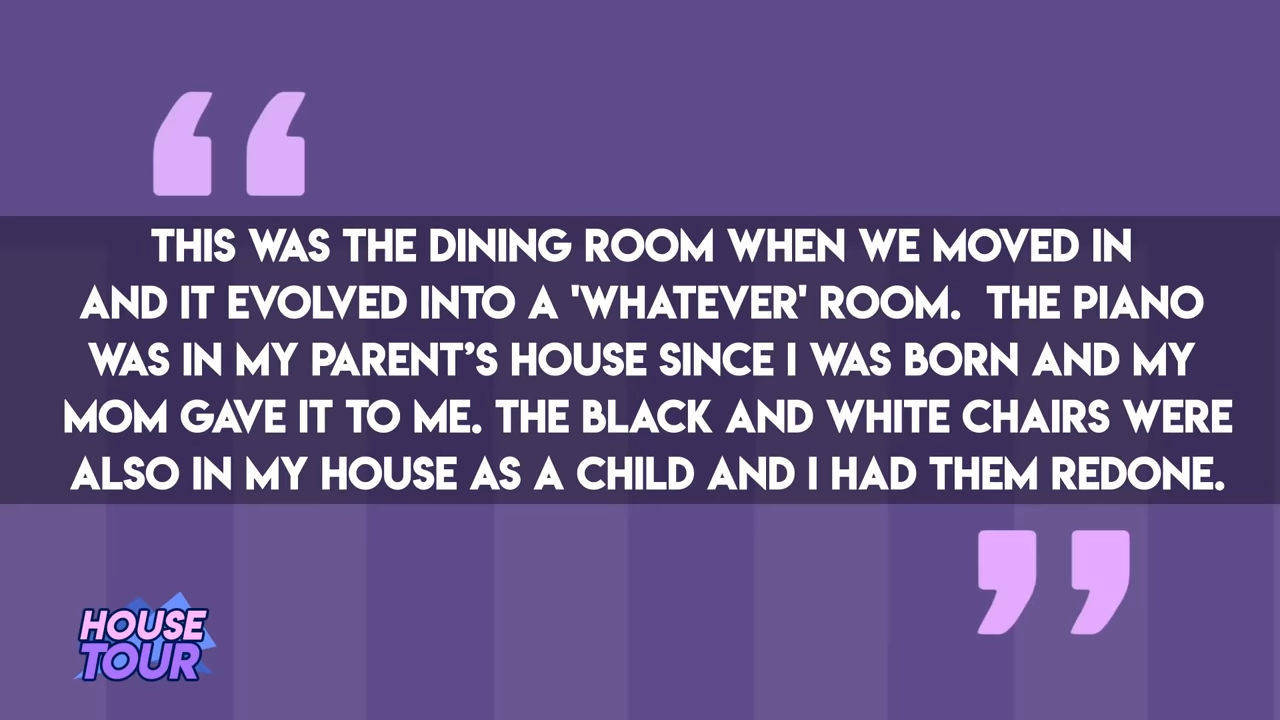 THIS WAS THE DINING ROOM WHEN WE MOVED IN
AND IT EVOLVED INTO A 'WHATEVER' ROOM.  THE PIANO
WAS IN MY PARENT’S HOUSE SINCE I WAS BORN AND MY
MOM GAVE IT TO ME. THE BLACK AND WHITE CHAIRS WERE
ALSO IN MY HOUSE AS A CHILD AND I HAD THEM REDONE.
HOUSE
TOUR